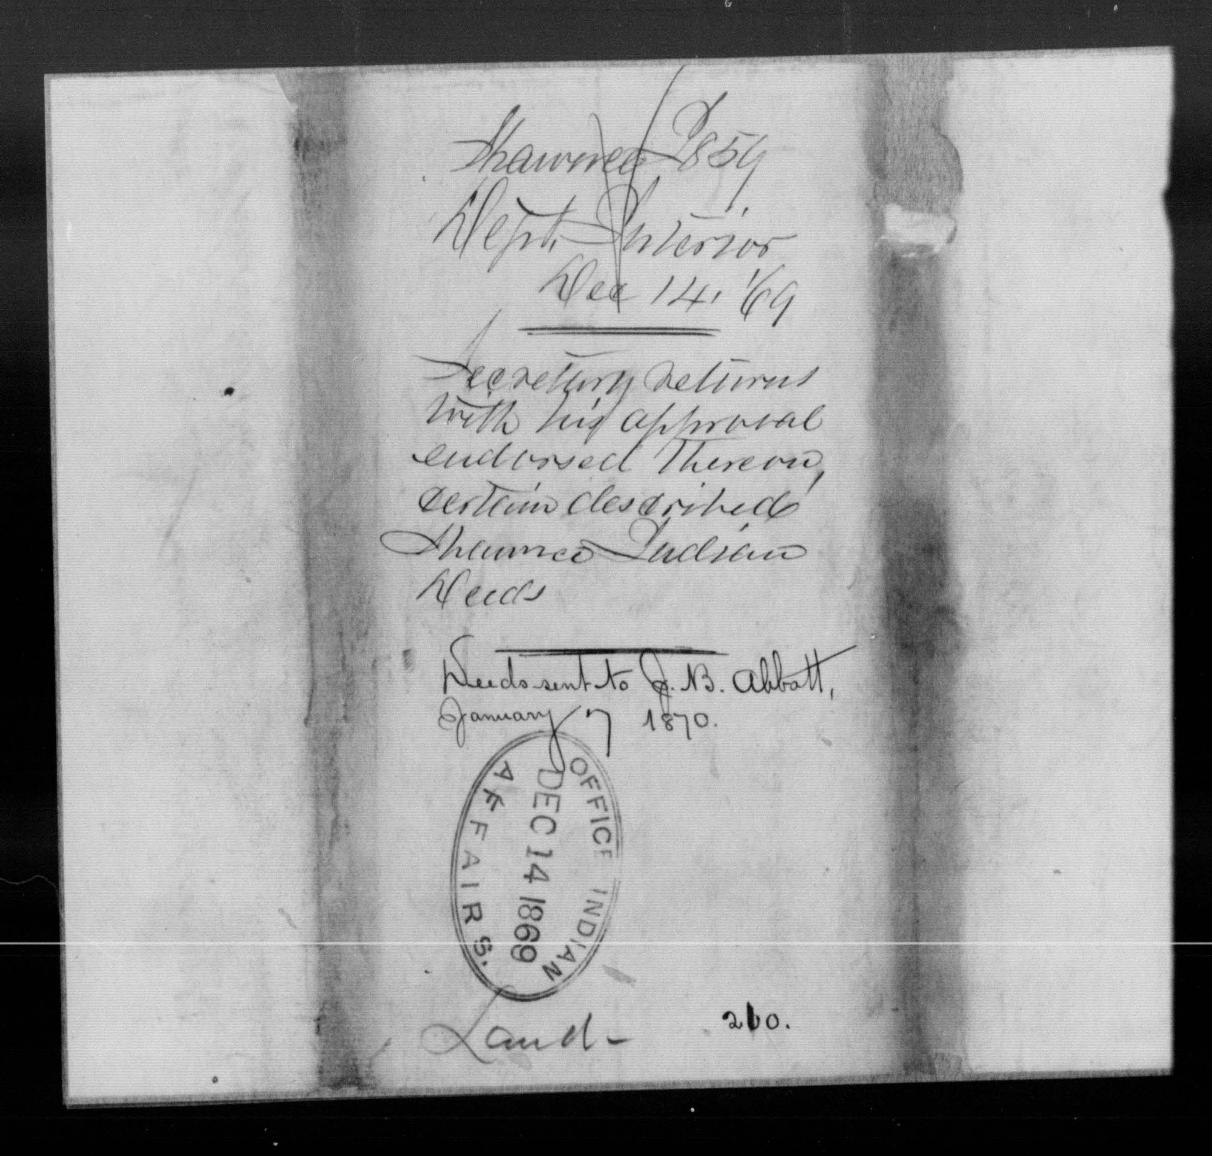 Shawnee I859
Dept. Interior
Dec 14, '69
Secretary returns
with his approval
endorsed thereon,
certain described
Shawnee Indian
Deeds
Deeds sent to J. B. Abbott,
January 7 1870.
OFFICE INDIAN AFFAIRS.
DEC 14 1869
Land-
260.